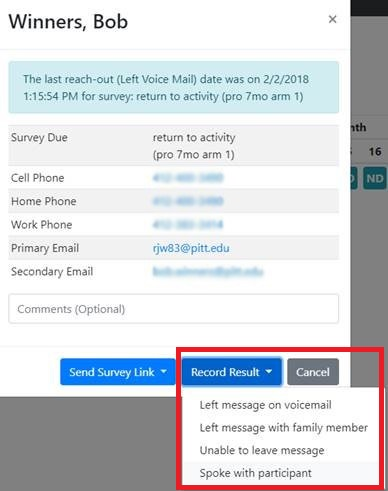 Winners, Bob
×
The last reach-out (Left Voice Mail) date was on 2/2/2018
1:15:54 PM for survey: return to activity (pro 7mo arm 1)
Survey Due return to activity
(pro 7mo arm 1)
nth
16
Cell Phone
ND
Home Phone
Work Phone
Primary Email rjw83@pitt.edu
Secondary Email
Comments (Optional)
Send Survey Link Record Result Cancel
Left message on voicemail
Left message with family member
Unable to leave message
Spoke with participant